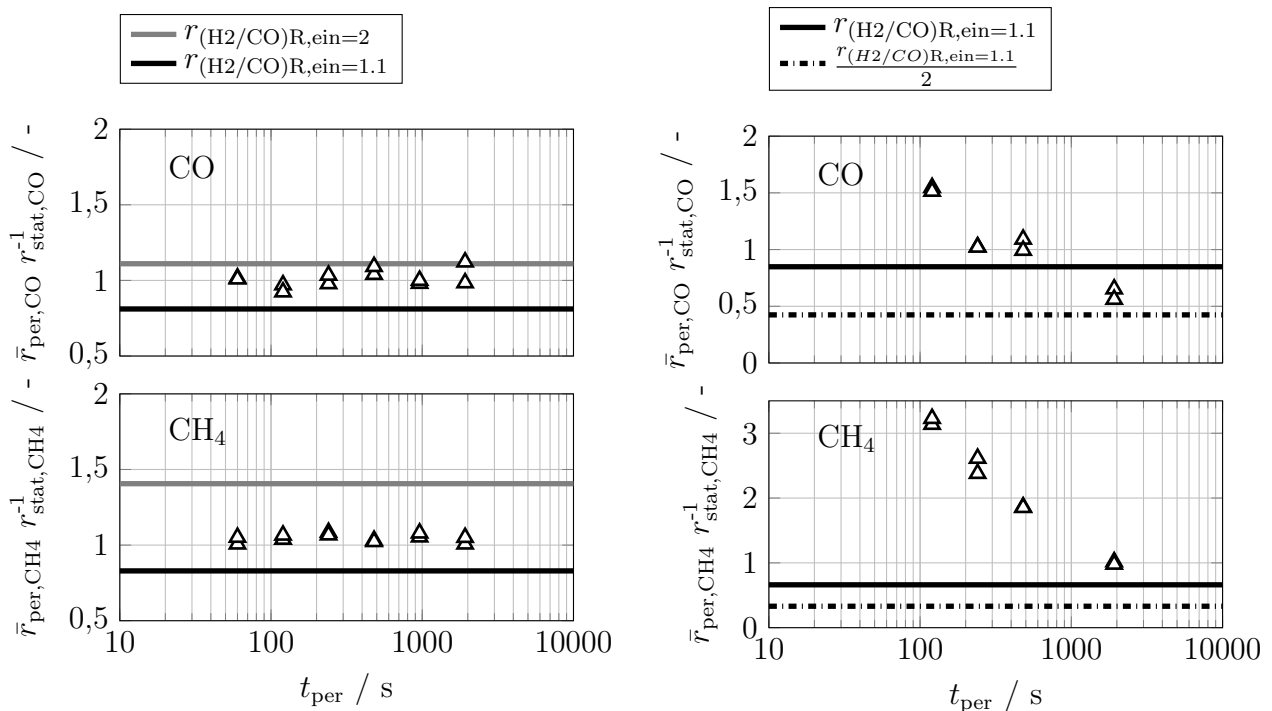 r(H2/CO)R,ein=2
r(H2/CO)R,ein=1.1
r̄per,CO r⁻¹stat,CO / -
2
1,5
1
0,5
CO
r̄per,CH4 r⁻¹stat,CH4 / -
2
1,5
1
0,5
CH₄
10 100 1000 10000
tper / s
r(H2/CO)R,ein=1.1
r(H2/CO)R,ein=1.1
2
r̄per,CO r⁻¹stat,CO / -
2
1,5
1
0,5
0
CO
r̄per,CH4 r⁻¹stat,CH4 / -
3
2
1
0
CH₄
10 100 1000 10000
tper / s